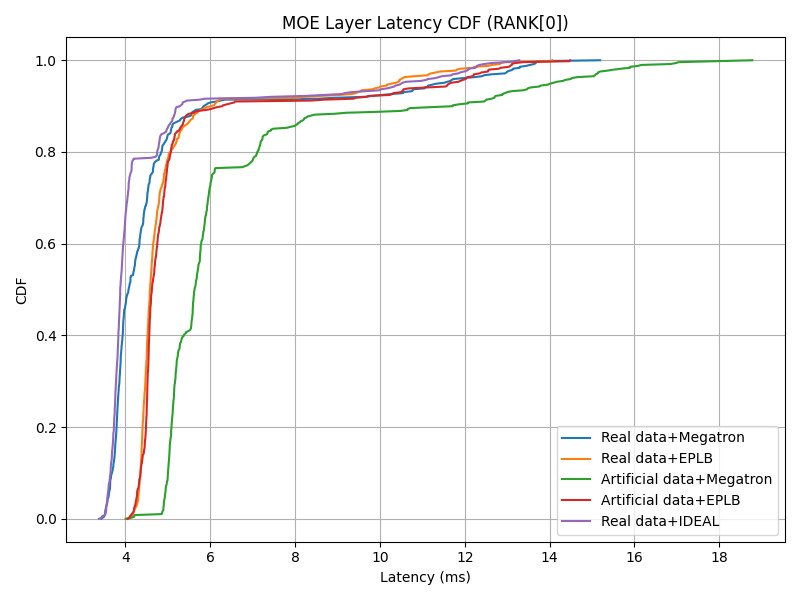 MOE Layer Latency CDF (RANK[0])
CDF
1.0
0.8
0.6
0.4
0.2
0.0
4 6 8 10 12 14 16 18
Latency (ms)
Real data+Megatron
Real data+EPLB
Artificial data+Megatron
Artificial data+EPLB
Real data+IDEAL